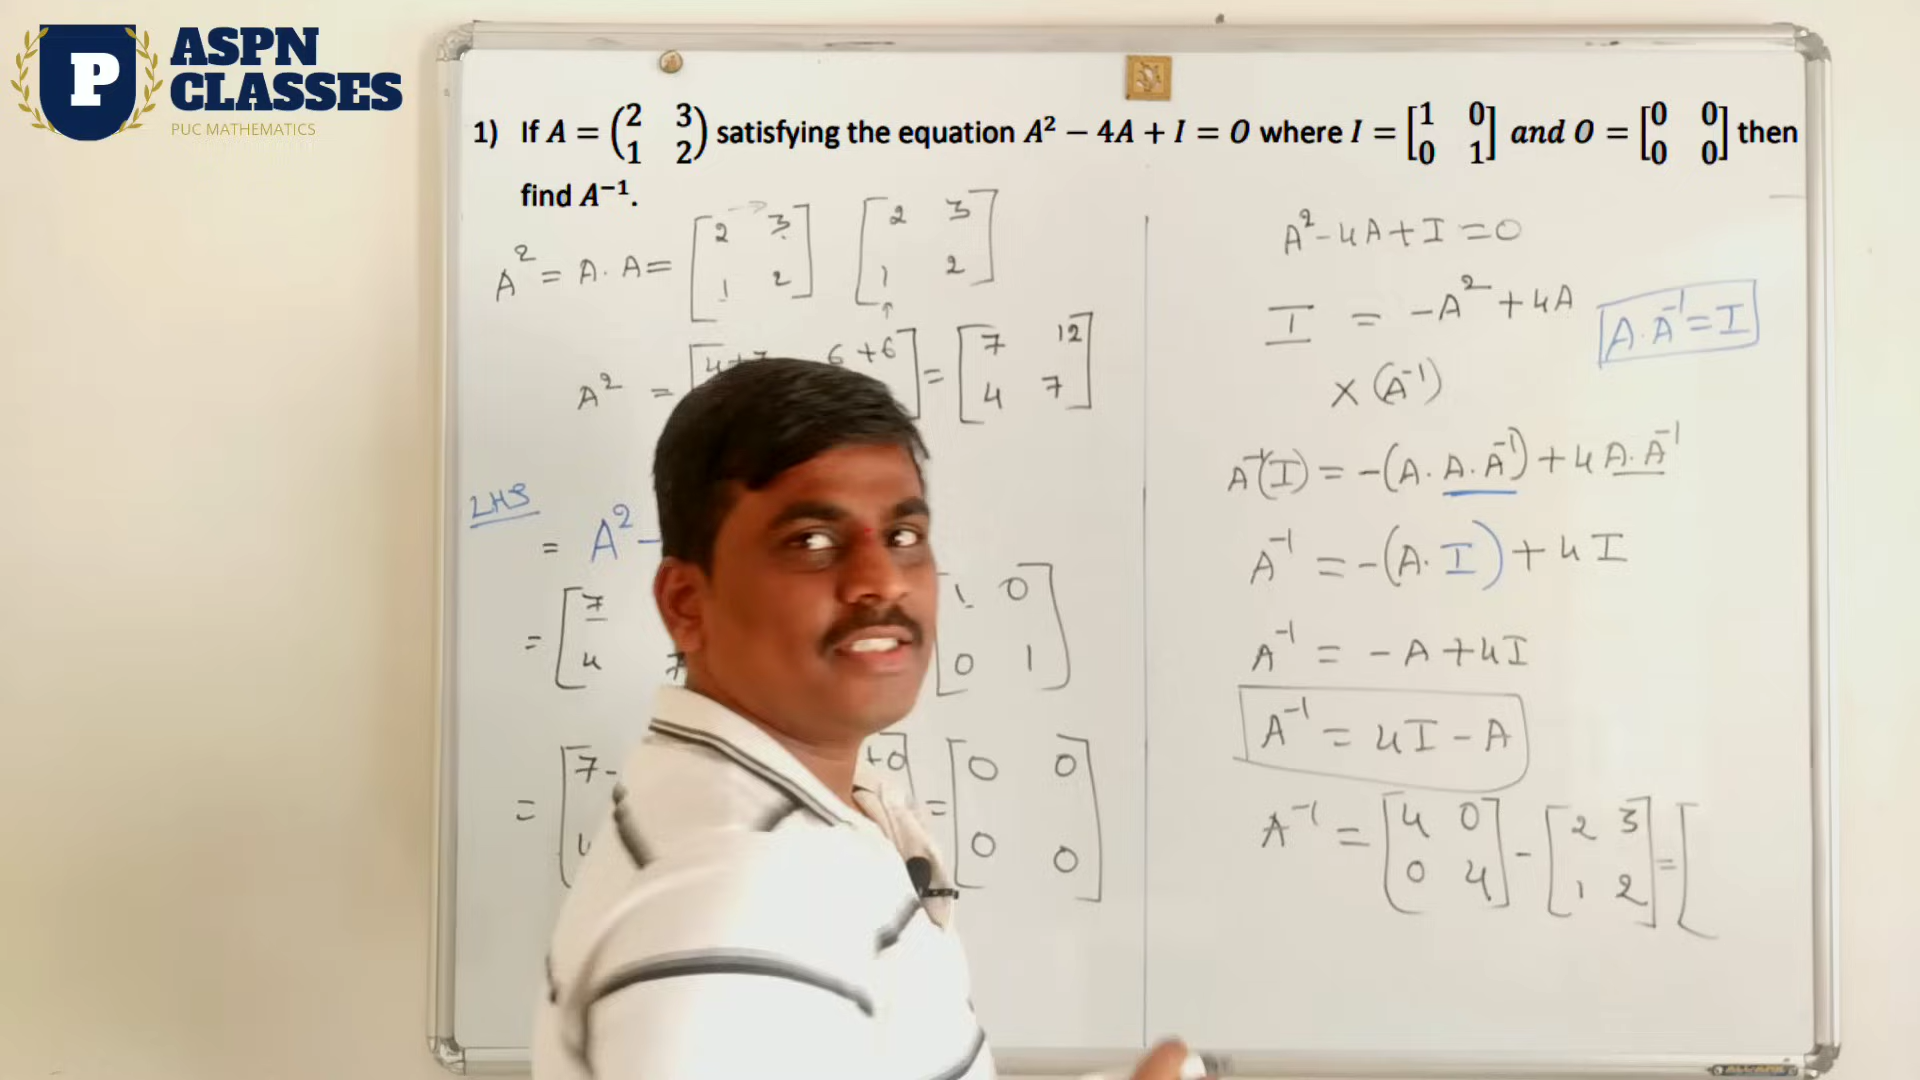 ASPN
CLASSES
PUC MATHEMATICS
P
1) If A = (2 3 1 2) satisfying the equation A² − 4A + I = O where I = [1 0 0 1] and O = [0 0 0 0] then
find A⁻¹.
A² = A. A = [2 3 1 2] [2 3 1 2]
A² = 6 +6 = [7 12 4 7]
LHS
= A² -
= [7 4 7 1 0 0 1]
= [7- +0] = [0 0 0 0]
A² - 4A + I = 0
I = -A² + 4A
A. A⁻¹ = I
× (A⁻¹)
A⁻¹(I) = -(A. A. A⁻¹) + 4 A. A⁻¹
A⁻¹ = -(A. I) + 4 I
A⁻¹ = - A + 4I
A⁻¹ = 4I - A
A⁻¹ = [4 0 0 4] - [2 3 1 2] = [